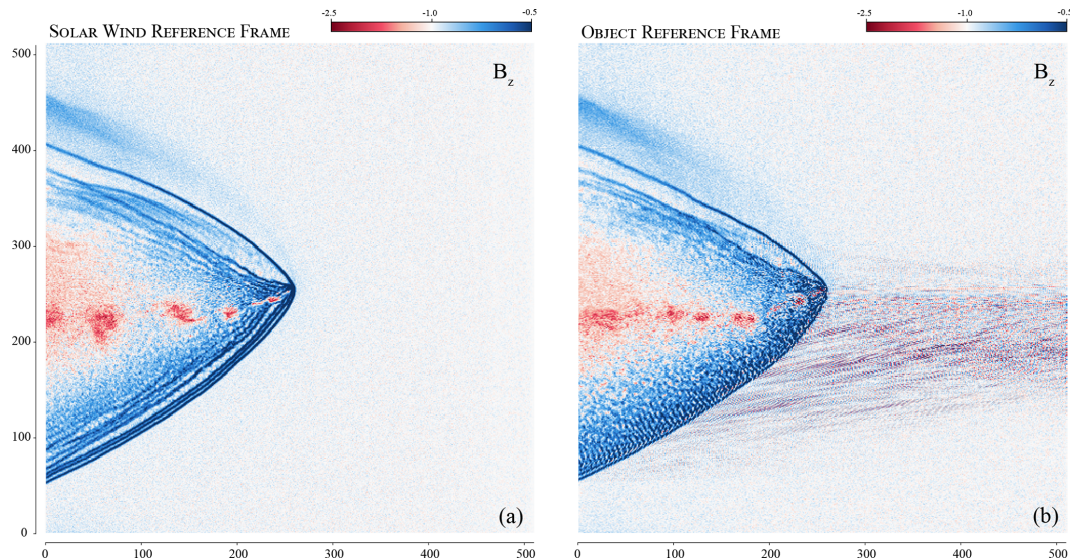 -2.5 -1.0 -0.5
SOLAR WIND REFERENCE FRAME
Bz
500
400
300
200
100
0
(a)
0 100 200 300 400 500
-2.5 -1.0 -0.5
OBJECT REFERENCE FRAME
Bz
(b)
0 100 200 300 400 500